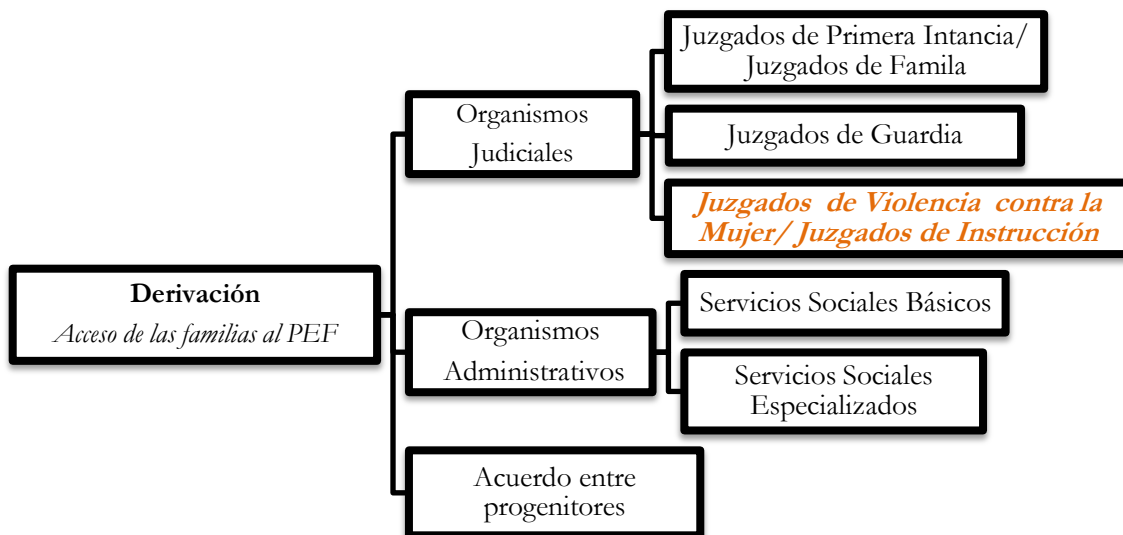 Juzgados de Primera Intancia/
Juzgados de Famila
Organismos
Judiciales
Juzgados de Guardia
Juzgados de Violencia contra la
Mujer/ Juzgados de Instrucción
Derivación
Acceso de las familias al PEF
Servicios Sociales Básicos
Organismos
Administrativos
Servicios Sociales
Especializados
Acuerdo entre
progenitores